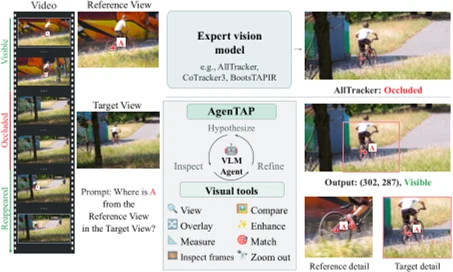 Video
Reference View
Visible
Occluded
Reappeared
A
Target View
Prompt: Where is A
from the
Reference View
in the Target View?
Expert vision
model
e.g., AllTracker,
CoTracker3, BootsTAPIR
AllTracker: Occluded
AgenTAP
Hypothesize
VLM
Agent
Inspect
Refine
Visual tools
View
Compare
Overlay
Enhance
Measure
Match
Inspect frames
Zoom out
A
Output: (302, 287), Visible
A
A
Reference detail
Target detail